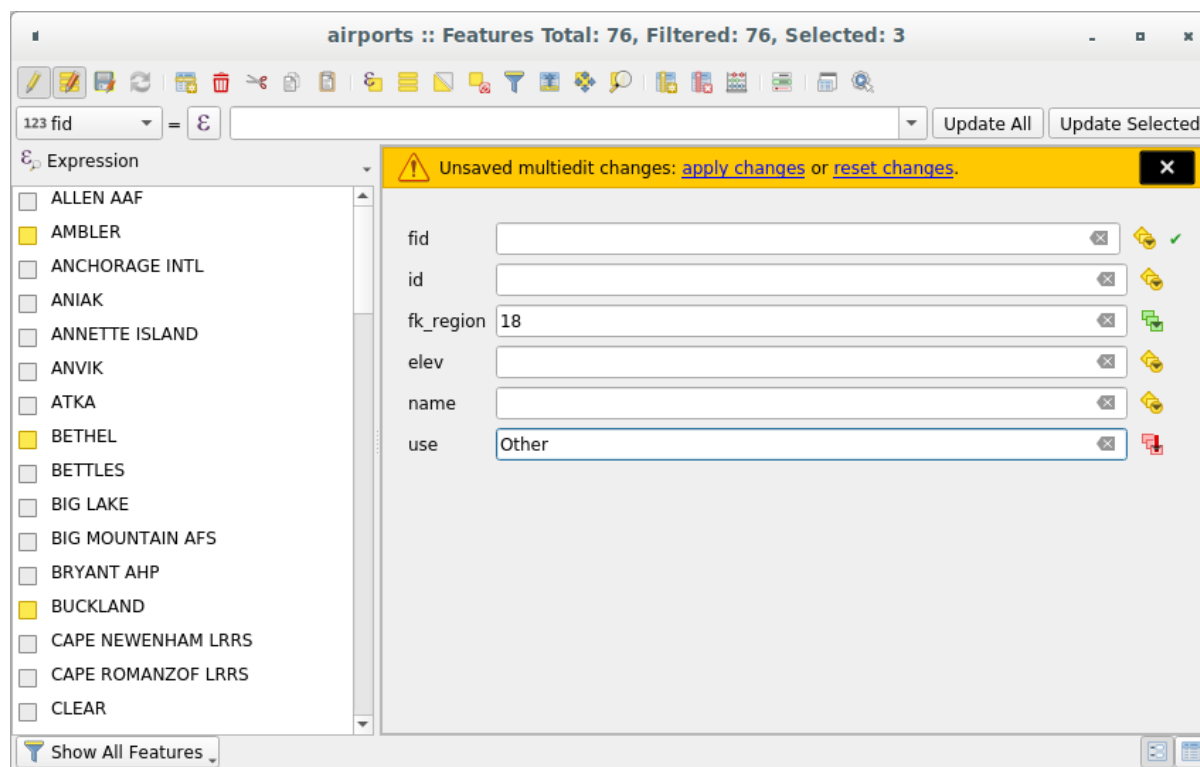 airports :: Features Total: 76, Filtered: 76, Selected: 3
123 fid = ε Update All Update Selected
Expression
Unsaved multiedit changes: apply changes or reset changes.
ALLEN AAF
AMBLER
ANCHORAGE INTL
ANIAK
ANNETTE ISLAND
ANVIK
ATKA
BETHEL
BETTLES
BIG LAKE
BIG MOUNTAIN AFS
BRYANT AHP
BUCKLAND
CAPE NEWENHAM LRRS
CAPE ROMANZOF LRRS
CLEAR
fid
id
fk_region 18
elev
name
use Other
Show All Features